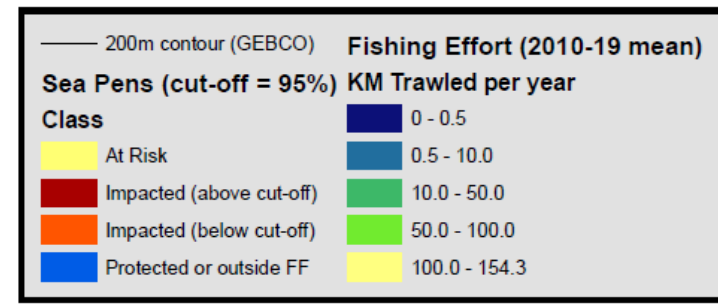 200m contour (GEBCO)
Sea Pens (cut-off = 95%)
Class
At Risk
Impacted (above cut-off)
Impacted (below cut-off)
Protected or outside FF
Fishing Effort (2010-19 mean)
KM Trawled per year
0 - 0.5
0.5 - 10.0
10.0 - 50.0
50.0 - 100.0
100.0 - 154.3